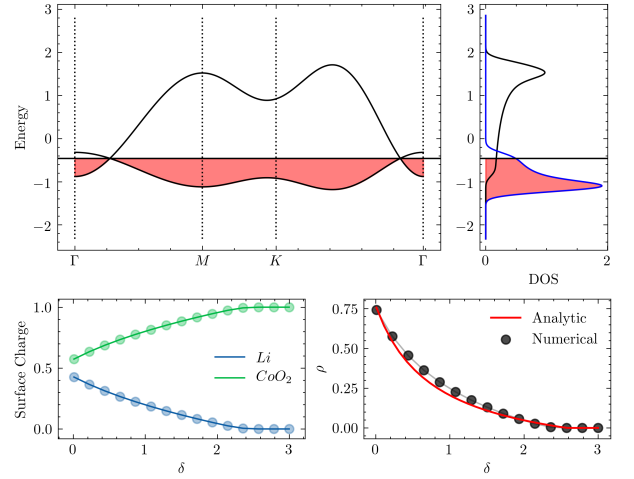 3
2
1
0
−1
−2
Energy
Γ
M
K
Γ
3
2
1
0
−1
−2
0
1
2
DOS
1.0
0.5
0.0
Surface Charge
Li
CoO₂
0
1
2
3
δ
0.75
0.50
0.25
0.00
ρ
Analytic
Numerical
0
1
2
3
δ